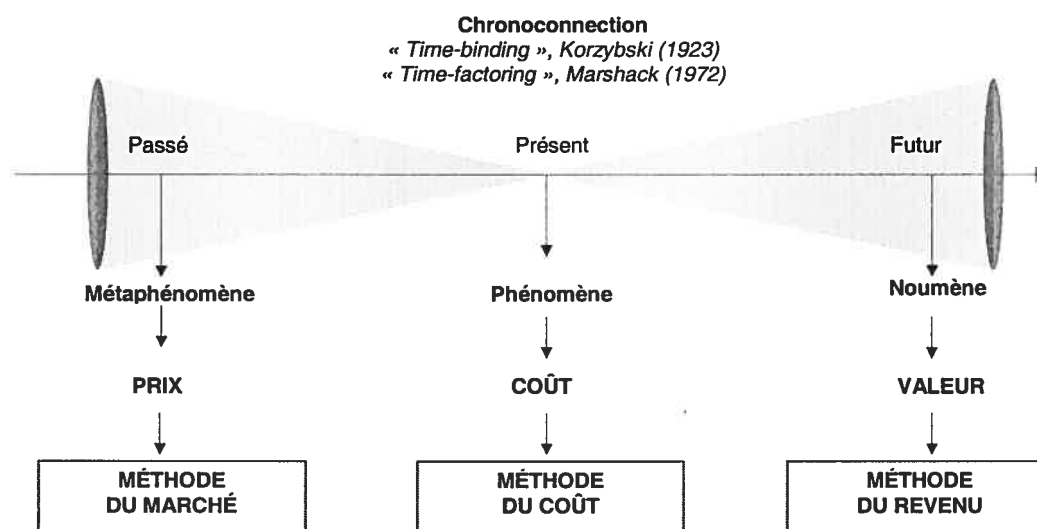 Chronoconnection
« Time-binding », Korzybski (1923)
« Time-factoring », Marshack (1972)
Passé
Présent
Futur
Métaphénomène
Phénomène
Noumène
PRIX
COÛT
VALEUR
MÉTHODE
DU MARCHÉ
MÉTHODE
DU COÛT
MÉTHODE
DU REVENU